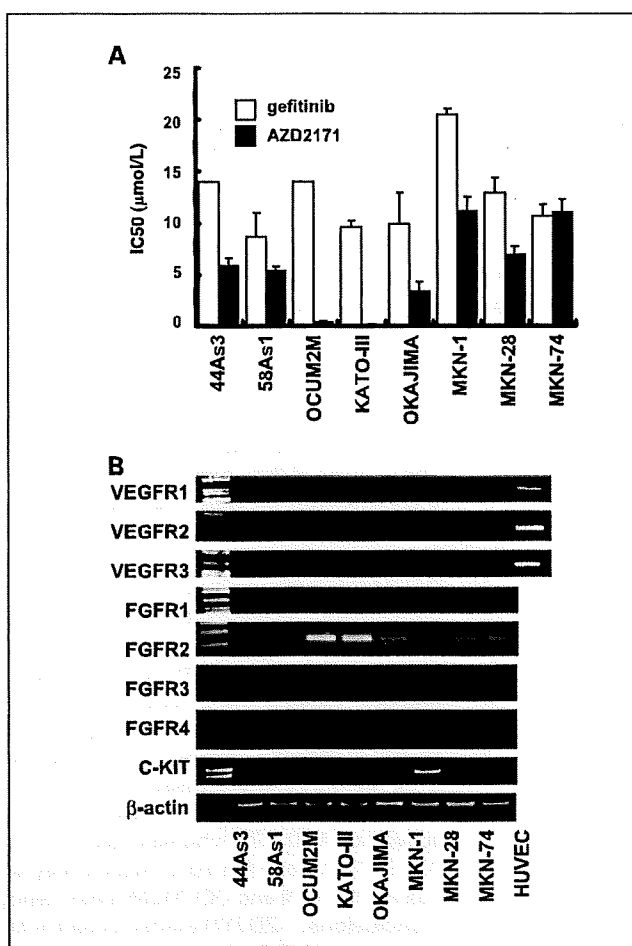 A
25
20
15
10
5
0
IC50 (μmol/L)
gefitinib
AZD2171
44As3
58As1
OCUM2M
KATO-III
OKAJIMA
MKN-1
MKN-28
MKN-74
B
VEGFR1
VEGFR2
VEGFR3
FGFR1
FGFR2
FGFR3
FGFR4
C-KIT
β-actin
44As3
58As1
OCUM2M
KATO-III
OKAJIMA
MKN-1
MKN-28
MKN-74
HUVEC